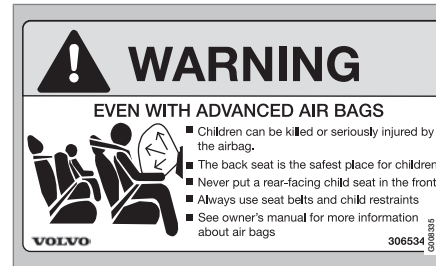 WARNING
EVEN WITH ADVANCED AIR BAGS
■ Children can be killed or seriously injured by
the airbag.
■ The back seat is the safest place for children
■ Never put a rear-facing child seat in the front
■ Always use seat belts and child restraints
■ See owner's manual for more information
about air bags
VOLVO
306534
G008335